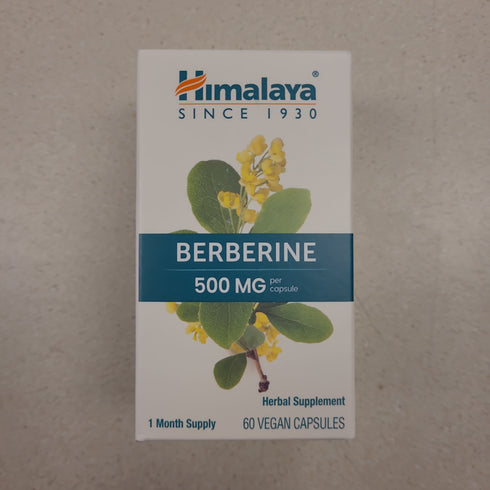 Himalaya®
SINCE 1930
BERBERINE
500 MG per capsule
Herbal Supplement
1 Month Supply 60 VEGAN CAPSULES